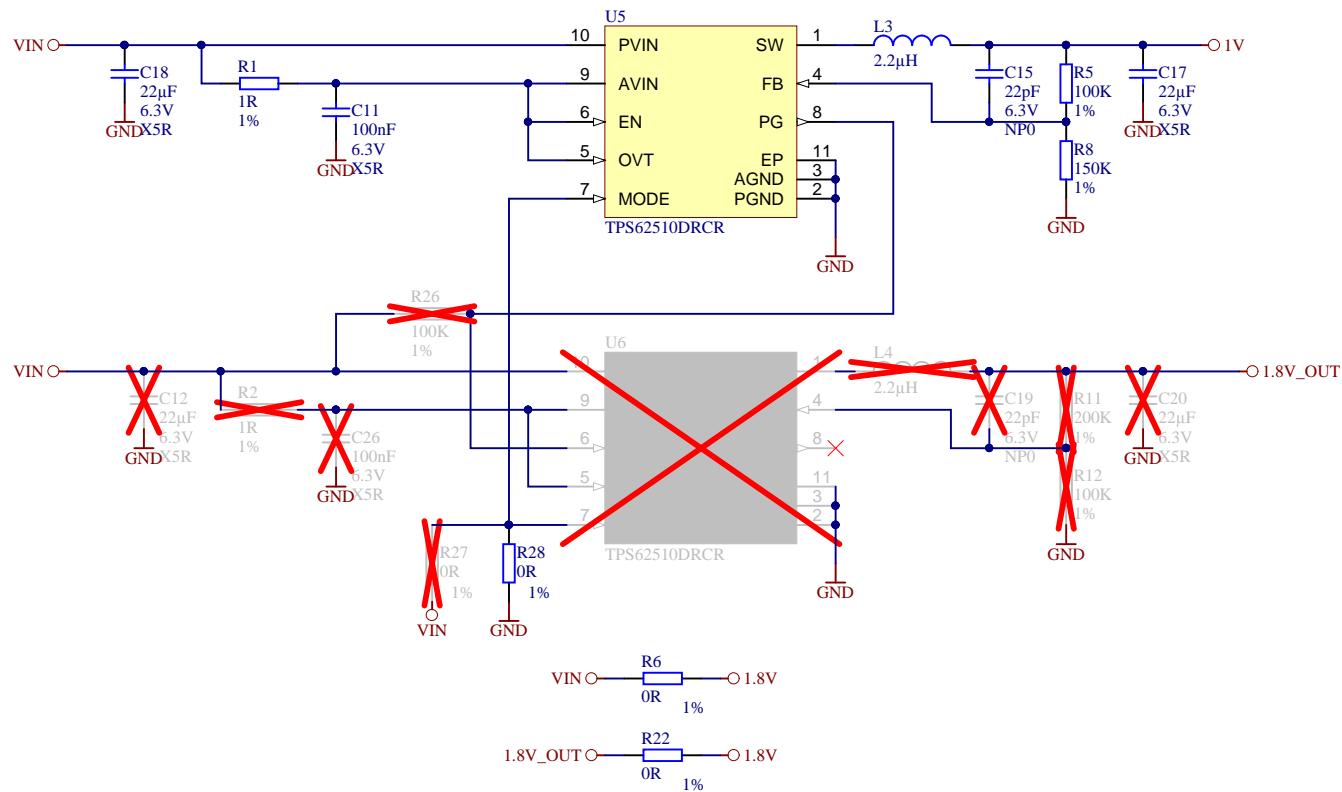 U5
VIN
10 PVIN SW 1
L3
2.2µH
1V
C18
22µF
6.3V
X5R
GND
R1
1R
1%
C11
100nF
6.3V
X5R
GND
9 AVIN FB 4
6 EN PG 8
5 OVT EP 11
AGND 3
7 MODE PGND 2
TPS62510DRCR
GND
C15
22pF
6.3V
NP0
R5
100K
1%
C17
22µF
6.3V
X5R
GND
R8
150K
1%
GND
R26
100K
1%
U6
VIN
10
1
L4
2.2µH
1.8V_OUT
C12
22µF
6.3V
X5R
GND
R2
1R
1%
C26
100nF
6.3V
X5R
GND
9
4
6
8
5
11
3
7
2
TPS62510DRCR
GND
C19
22pF
6.3V
NP0
R11
200K
1%
C20
22µF
6.3V
X5R
GND
R12
100K
1%
GND
R27
0R
1%
VIN
R28
0R
1%
GND
R6
VIN
1.8V
0R
1%
R22
1.8V_OUT
1.8V
0R
1%